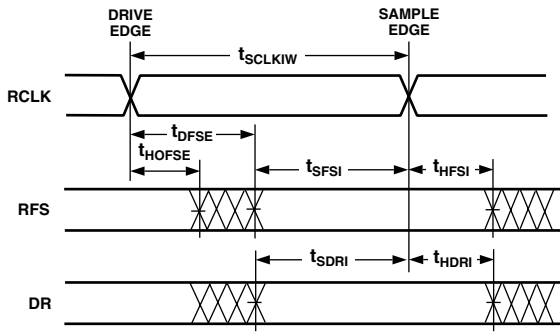 DRIVE
EDGE
SAMPLE
EDGE
tSCLKIW
RCLK
tDFSE
tHOFSE
tSFSI
tHFSI
RFS
tSDRI
tHDRI
DR